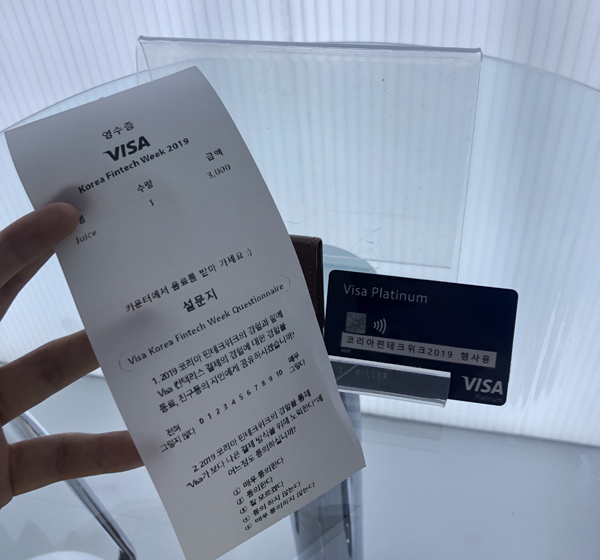 영수증
VISA
Korea Fintech Week 2019
수량 금액
Juice 1 3,000
카운터에서 음료를 받아 가세요 :)
설문지
Visa Korea Fintech Week Questionnaire
1. 2019 코리아 핀테크위크의 경험과 함께
Visa 컨택리스 결제의 경험에 대한 경험을
동료, 친구등의 지인에게 공유하시겠습니까?
전혀 매우
그렇지 않다 0 1 2 3 4 5 6 7 8 9 10 그렇다
2. 2019 코리아 핀테크위크의 경험을 통해
"Visa가 보다 나은 결제 방식을 위해 노력한다"에
어느정도 동의하십니까?
① 매우 동의한다
② 동의한다
③ 잘 모르겠다
④ 동의 하지 않는다
⑤ 매우 동의하지 않는다
Visa Platinum
코리아핀테크위크2019 행사용
VISA
Platinum